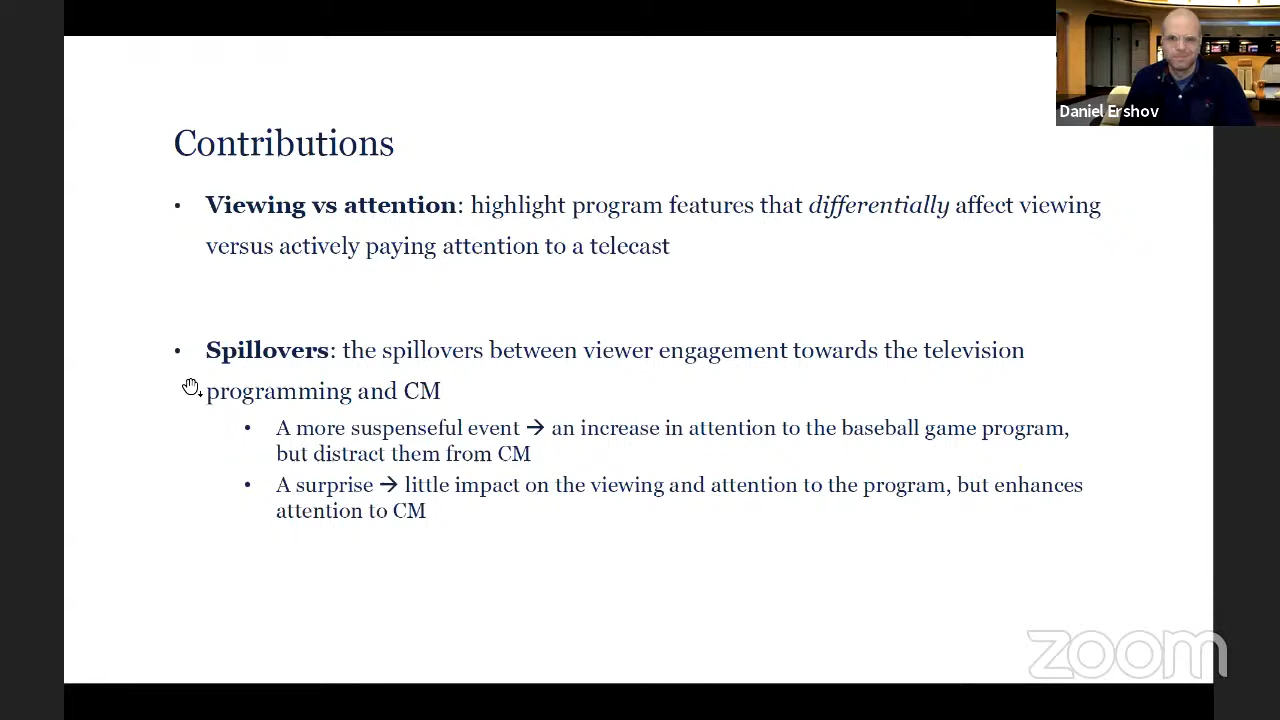 Daniel Ershov
Contributions
• Viewing vs attention: highlight program features that differentially affect viewing
versus actively paying attention to a telecast
• Spillovers: the spillovers between viewer engagement towards the television
programming and CM
• A more suspenseful event → an increase in attention to the baseball game program,
but distract them from CM
• A surprise → little impact on the viewing and attention to the program, but enhances
attention to CM
zoom